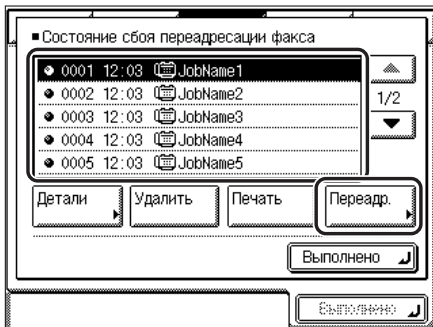 Состояние сбоя переадресации факса
0001 12:03 JobName1
0002 12:03 JobName2
0003 12:03 JobName3
0004 12:03 JobName4
0005 12:03 JobName5
1/2
Детали Удалить Печать Переадр.
Выполнено
Выполнено